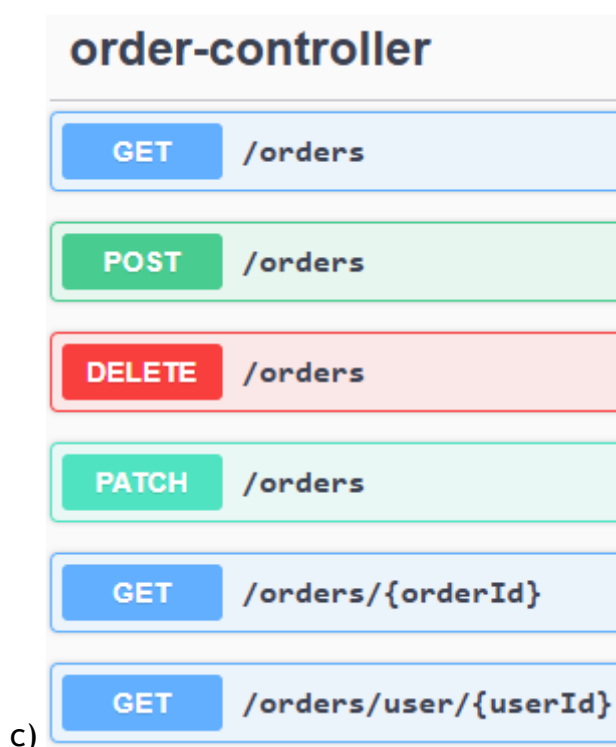 order-controller
GET /orders
POST /orders
DELETE /orders
PATCH /orders
GET /orders/{orderId}
c) GET /orders/user/{userId}